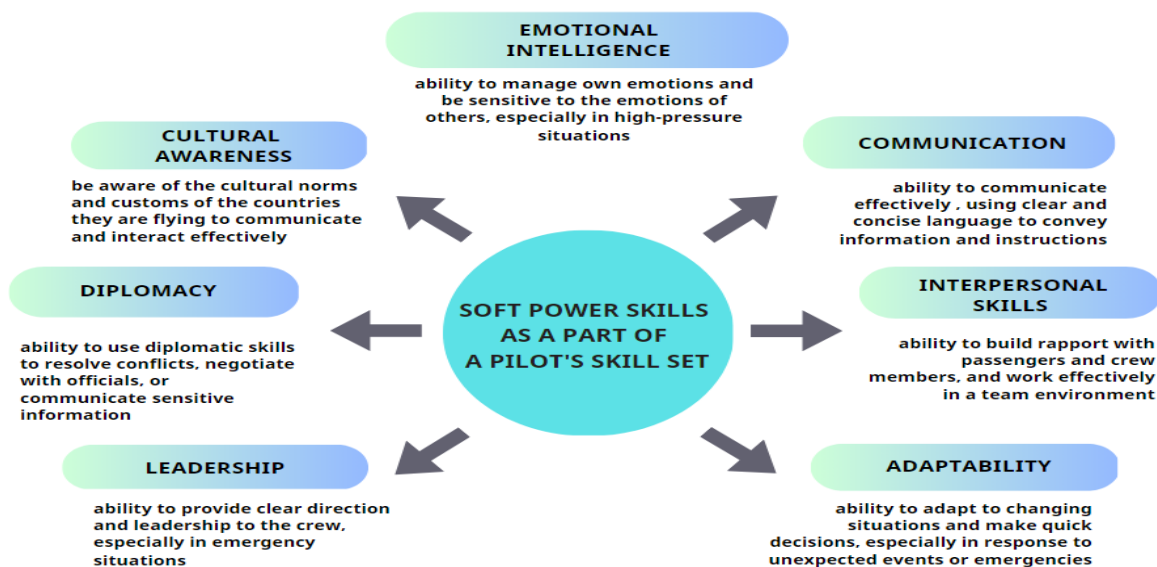 EMOTIONAL
INTELLIGENCE
ability to manage own emotions and
be sensitive to the emotions of
others, especially in high-pressure
situations
CULTURAL
AWARENESS
be aware of the cultural norms
and customs of the countries
they are flying to communicate
and interact effectively
COMMUNICATION
ability to communicate
effectively , using clear and
concise language to convey
information and instructions
DIPLOMACY
ability to use diplomatic skills
to resolve conflicts, negotiate
with officials, or
communicate sensitive
information
SOFT POWER SKILLS
AS A PART OF
A PILOT'S SKILL SET
INTERPERSONAL
SKILLS
ability to build rapport with
passengers and crew
members, and work effectively
in a team environment
LEADERSHIP
ability to provide clear direction
and leadership to the crew,
especially in emergency
situations
ADAPTABILITY
ability to adapt to changing
situations and make quick
decisions, especially in response to
unexpected events or emergencies